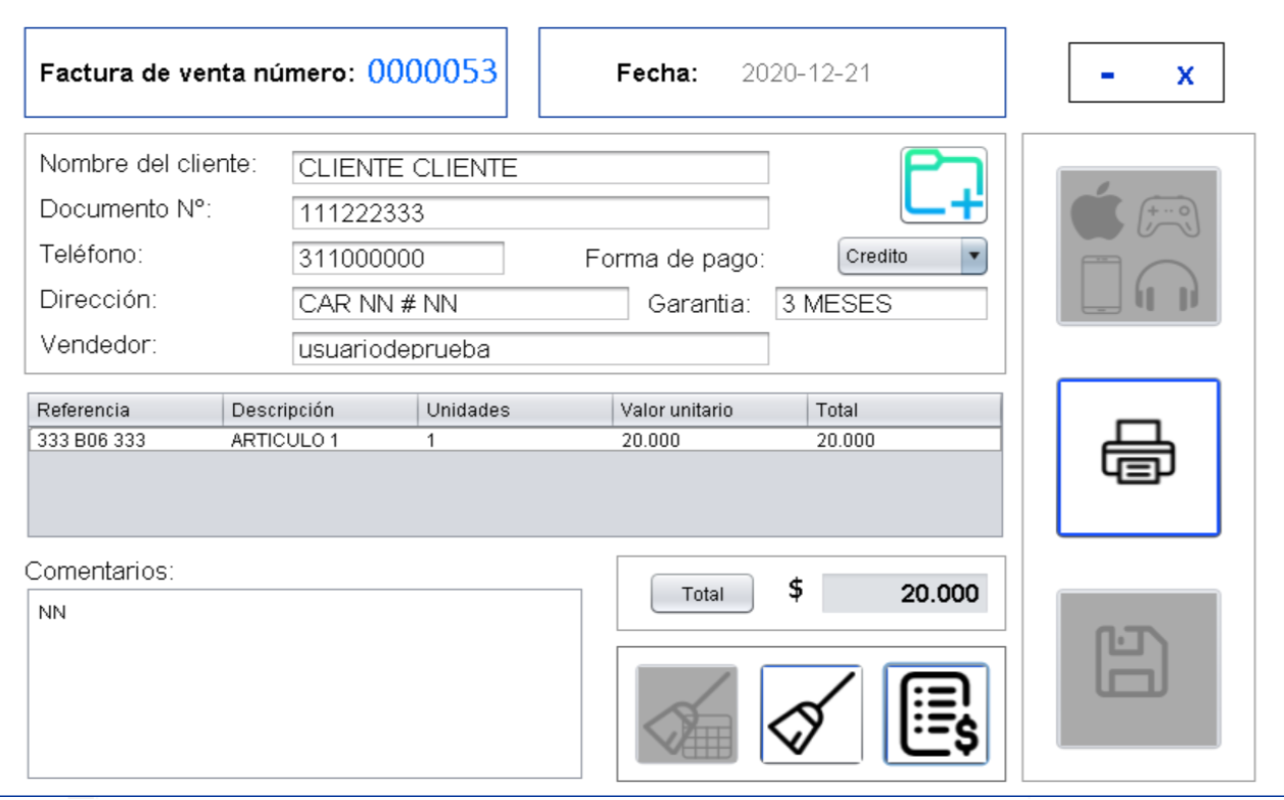 Factura de venta número: 0000053 Fecha: 2020-12-21 - x
Nombre del cliente: CLIENTE CLIENTE
Documento Nº: 111222333
Teléfono: 311000000 Forma de pago: Credito
Dirección: CAR NN # NN Garantia: 3 MESES
Vendedor: usuariodeprueba
Referencia Descripción Unidades Valor unitario Total
333 B06 333 ARTICULO 1 1 20.000 20.000
Comentarios:
NN
Total $ 20.000